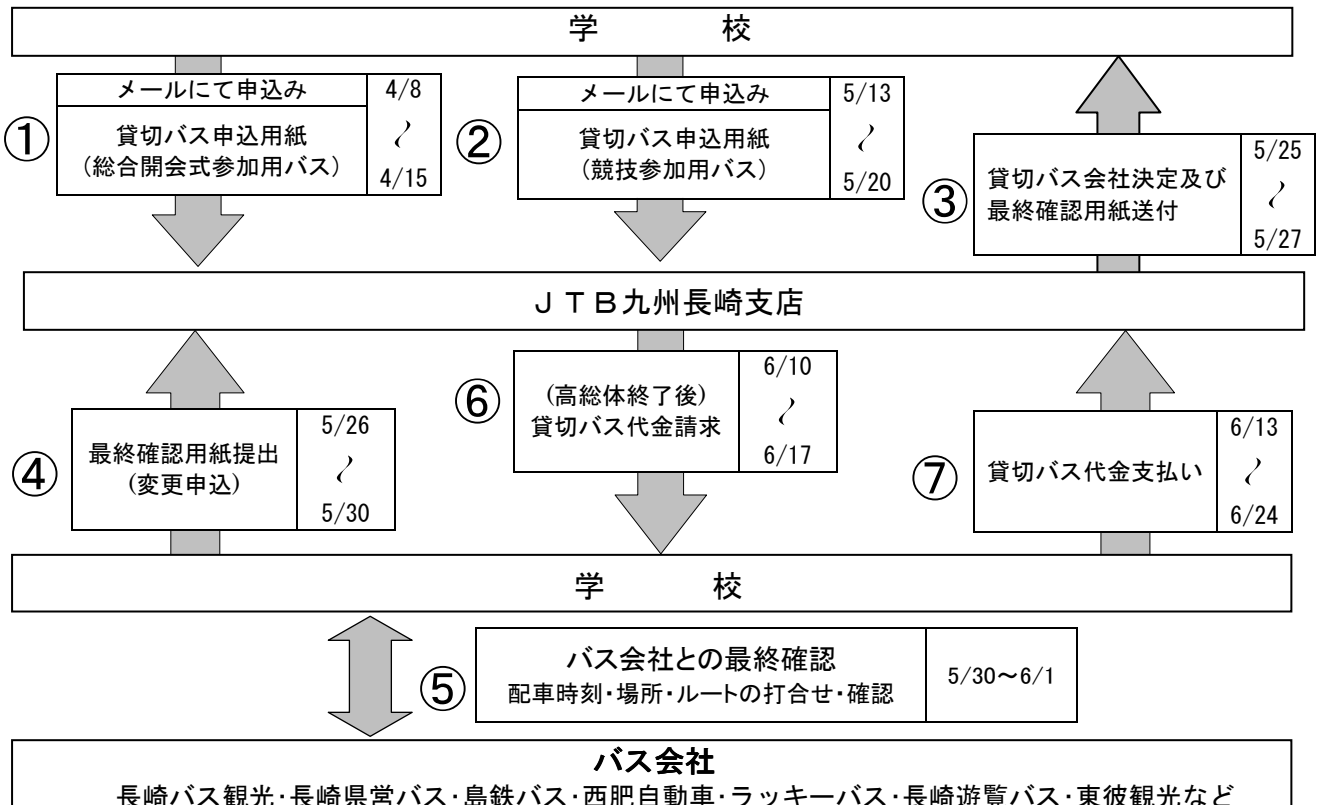 学　　　校
①
メールにて申込み
貸切バス申込用紙
(総合開会式参加用バス)
4/8
～
4/15
②
メールにて申込み
貸切バス申込用紙
(競技参加用バス)
5/13
～
5/20
③
貸切バス会社決定及び
最終確認用紙送付
5/25
～
5/27
ＪＴＢ九州長崎支店
④
最終確認用紙提出
(変更申込)
5/26
～
5/30
⑥
(高総体終了後)
貸切バス代金請求
6/10
～
6/17
⑦
貸切バス代金支払い
6/13
～
6/24
学　　　校
⑤
バス会社との最終確認
配車時刻･場所･ルートの打合せ･確認
5/30～6/1
バス会社
長崎バス観光･長崎県営バス･島鉄バス･西肥自動車･ラッキーバス･長崎遊覧バス･東彼観光など